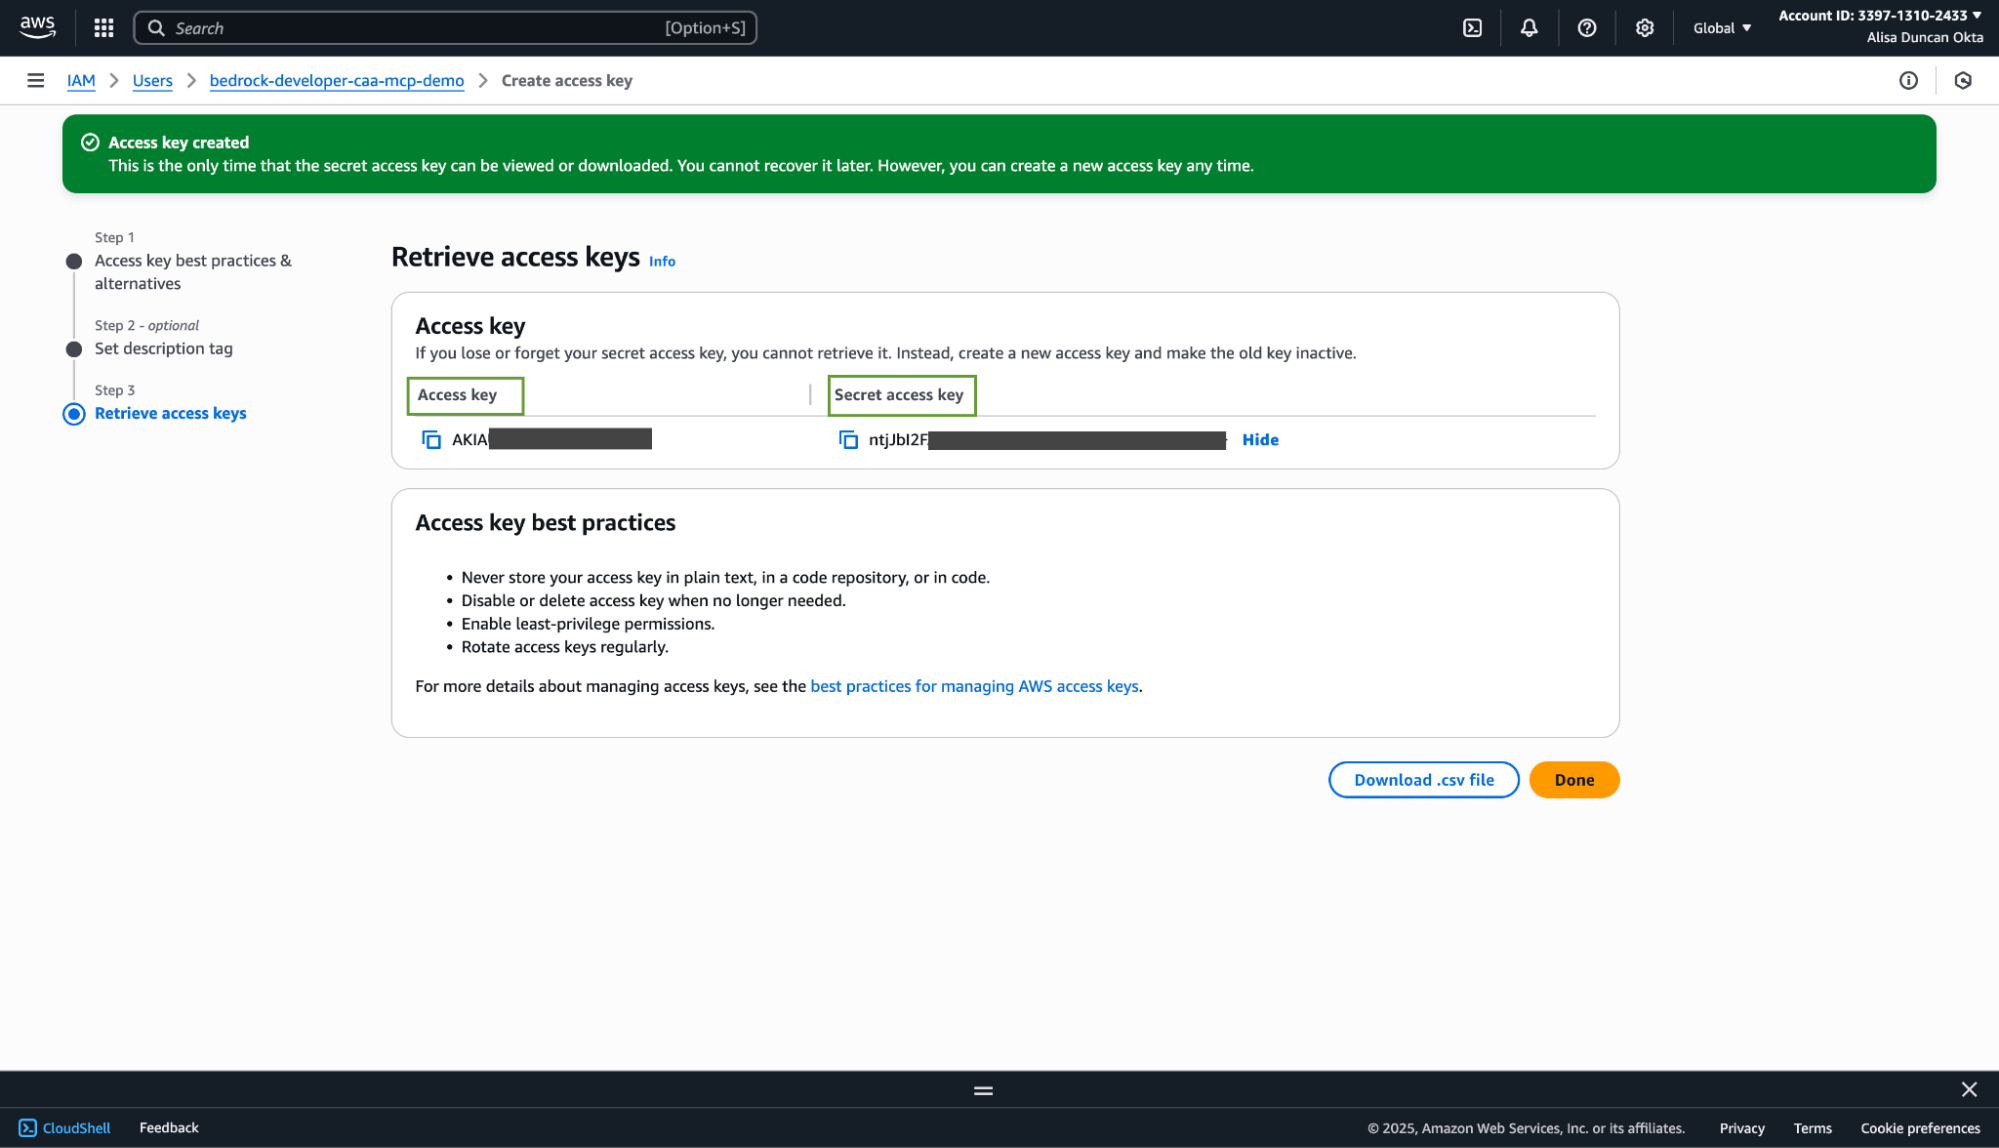 aws
Search [Option+S]
Global
Account ID: 3397-1310-2433
Alisa Duncan Okta
IAM Users bedrock-developer-caa-mcp-demo Create access key
Access key created
This is the only time that the secret access key can be viewed or downloaded. You cannot recover it later. However, you can create a new access key any time.
Step 1
Access key best practices &
alternatives
Step 2 - optional
Set description tag
Step 3
Retrieve access keys
Retrieve access keys Info
Access key
If you lose or forget your secret access key, you cannot retrieve it. Instead, create a new access key and make the old key inactive.
Access key Secret access key
AKIA ntjJbI2F Hide
Access key best practices
• Never store your access key in plain text, in a code repository, or in code.
• Disable or delete access key when no longer needed.
• Enable least-privilege permissions.
• Rotate access keys regularly.
For more details about managing access keys, see the best practices for managing AWS access keys.
Download .csv file Done
CloudShell Feedback © 2025, Amazon Web Services, Inc. or its affiliates. Privacy Terms Cookie preferences